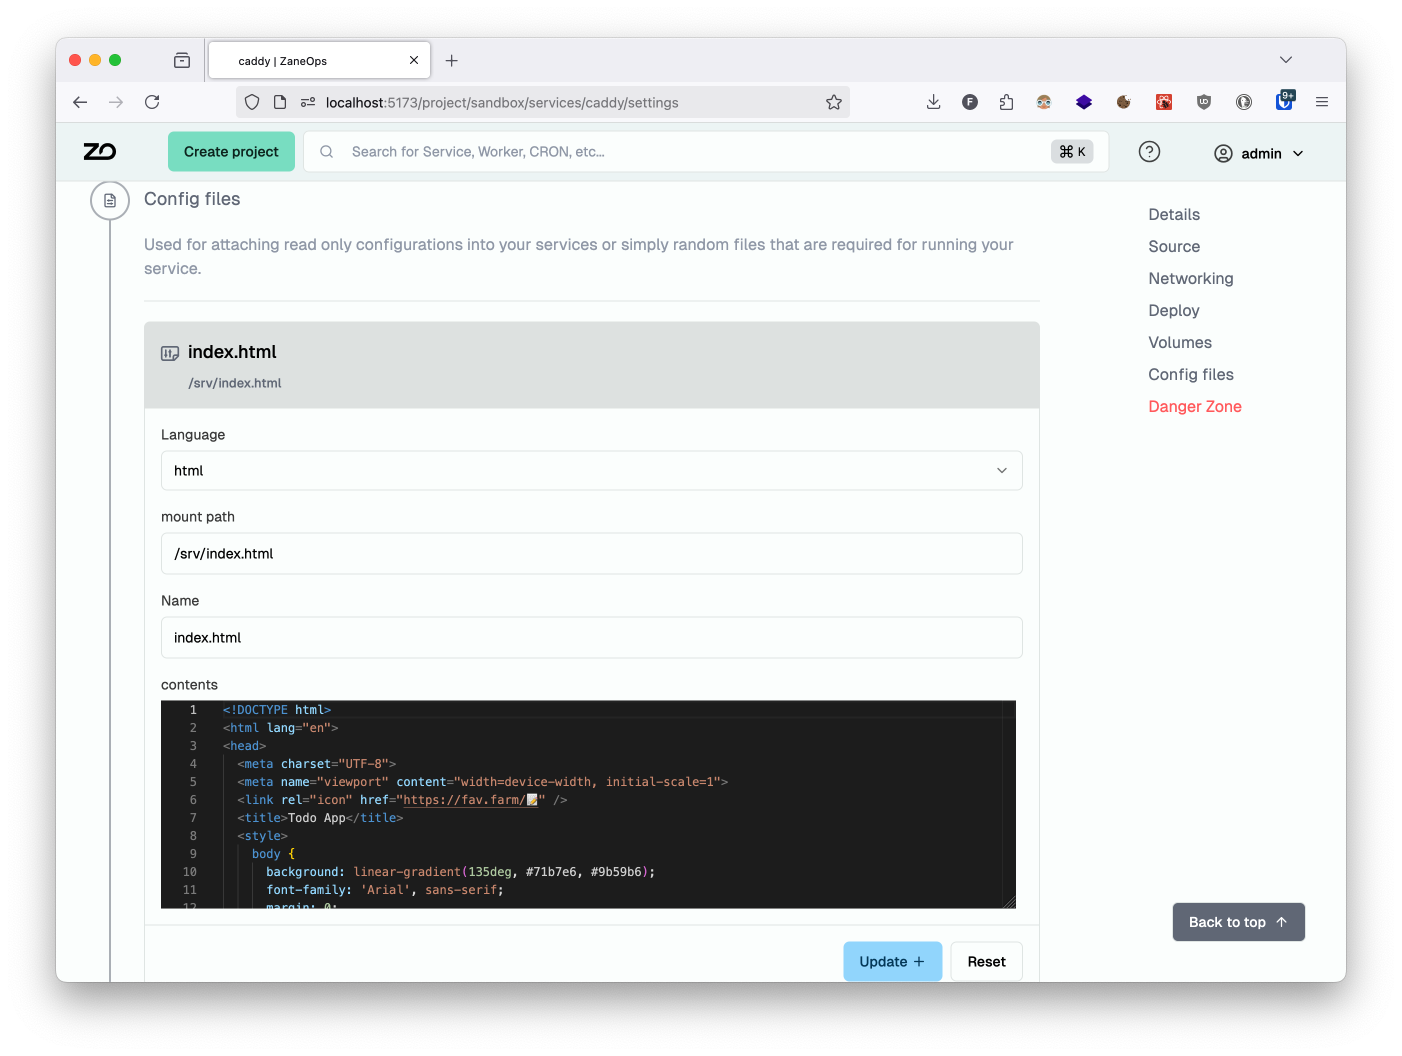 caddy | ZaneOps
localhost:5173/project/sandbox/services/caddy/settings
F
UD
9+
ZO
Create project
Search for Service, Worker, CRON, etc...
⌘ K
admin
Config files
Used for attaching read only configurations into your services or simply random files that are required for running your
service.
Details
Source
Networking
Deploy
Volumes
Config files
Danger Zone
index.html
/srv/index.html
Language
html
mount path
/srv/index.html
Name
index.html
contents
1 <!DOCTYPE html>
2 <html lang="en">
3 <head>
4 <meta charset="UTF-8">
5 <meta name="viewport" content="width=device-width, initial-scale=1">
6 <link rel="icon" href="https://fav.farm/📝" />
7 <title>Todo App</title>
8 <style>
9 body {
10 background: linear-gradient(135deg, #71b7e6, #9b59b6);
11 font-family: 'Arial', sans-serif;
12 margin: 0;
Back to top ↑
Update +
Reset